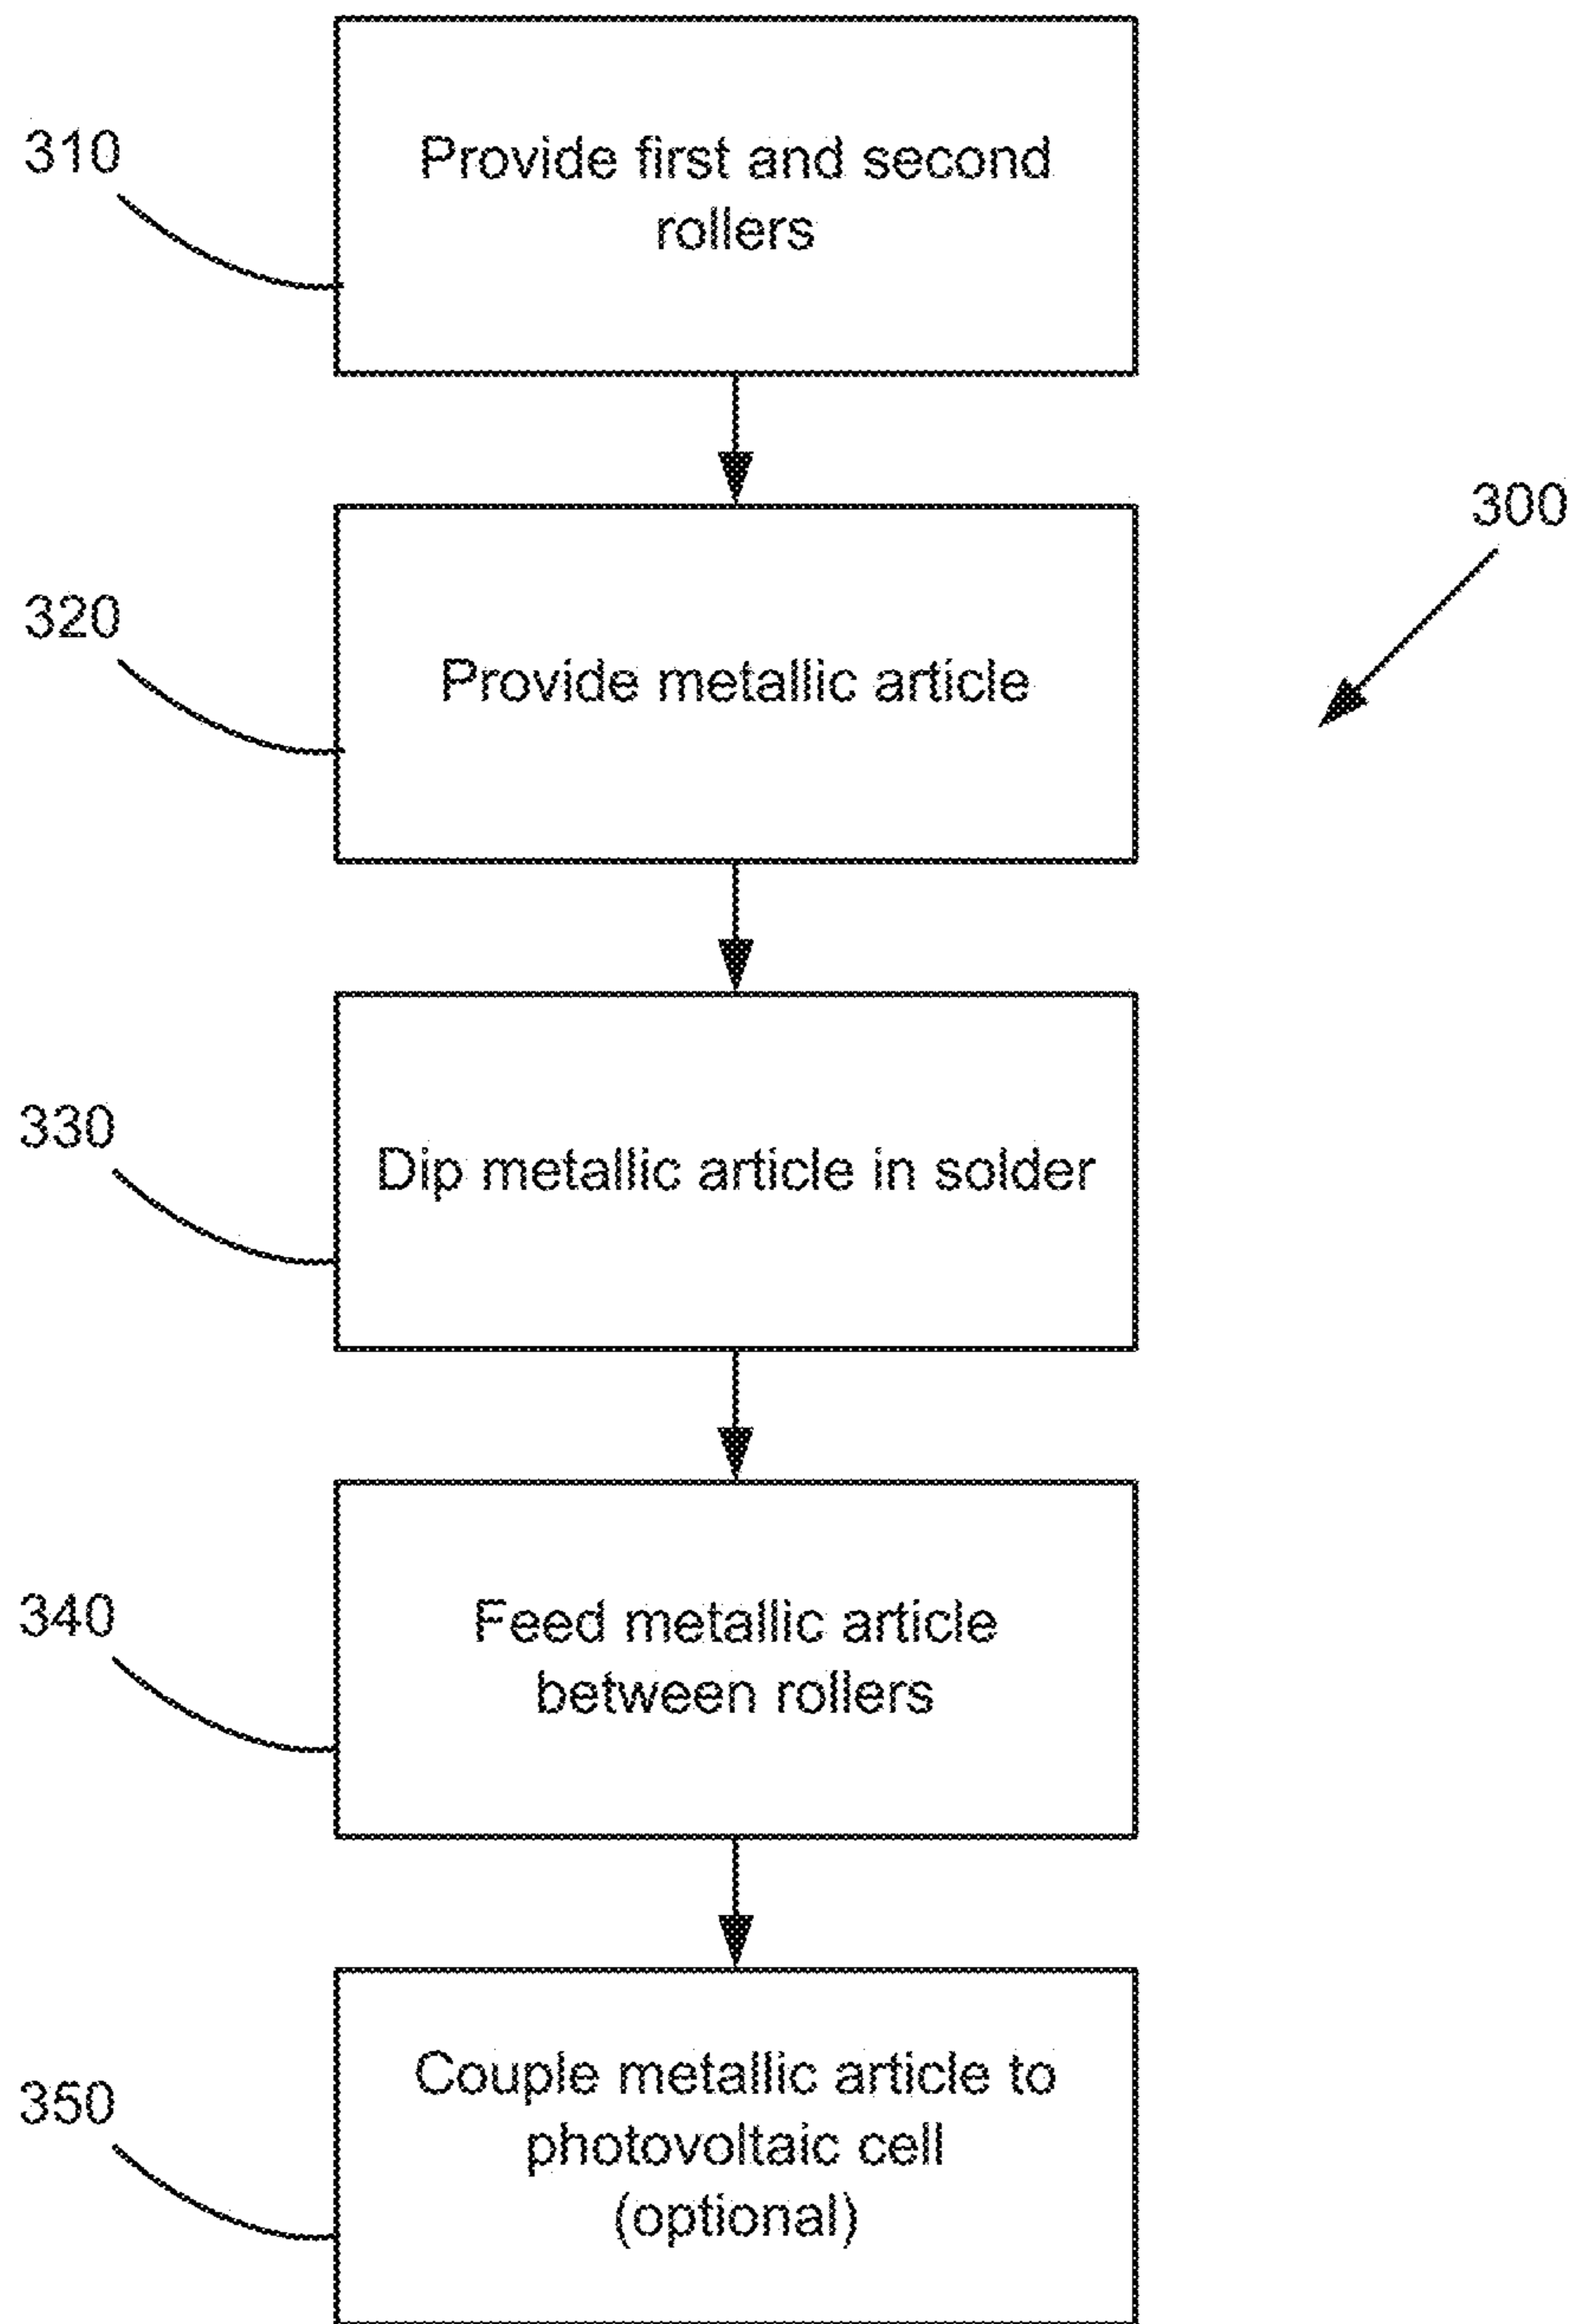 310
Provide first and second
rollers
300
320
Provide metallic article
330
Dip metallic article in solder
340
Feed metallic article
between rollers
350
Couple metallic article to
photovoltaic cell
(optional)